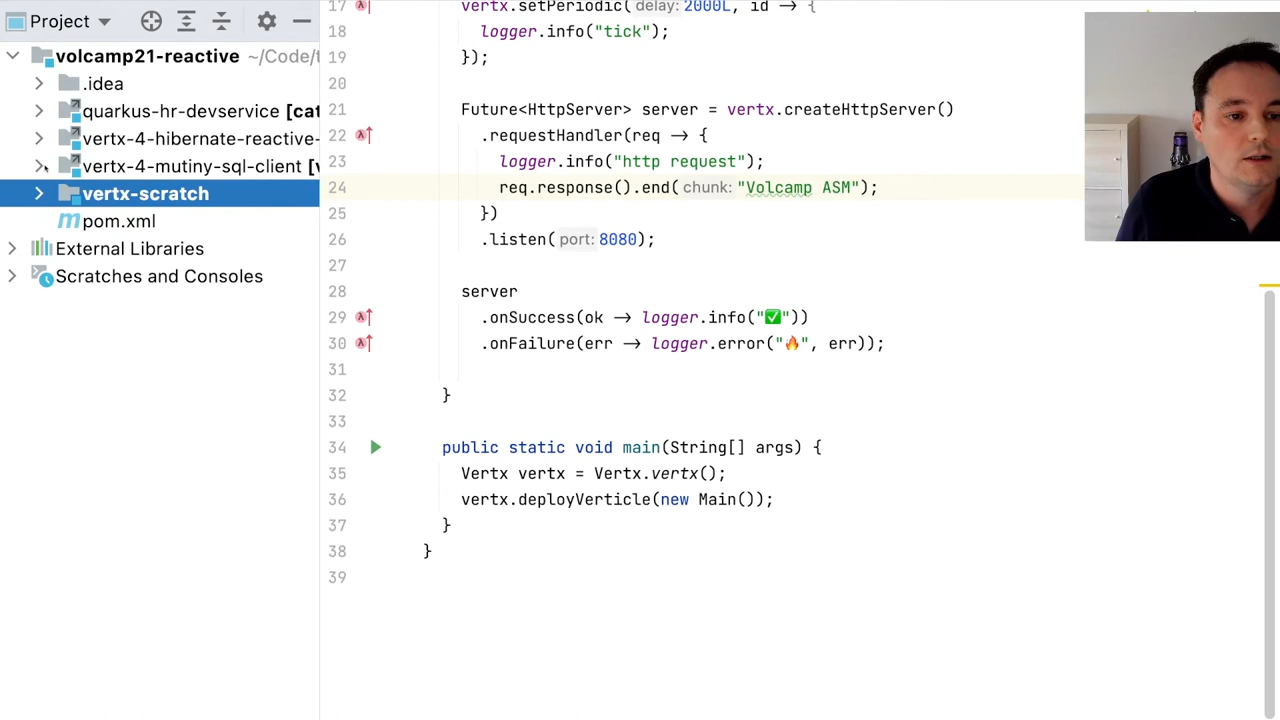 Project
volcamp21-reactive ~/Code/t
.idea
quarkus-hr-devservice [cat
vertx-4-hibernate-reactive-
vertx-4-mutiny-sql-client [v
vertx-scratch
m pom.xml
External Libraries
Scratches and Consoles
17 vertx.setPeriodic( delay: 2000L, id -> {
18 logger.info("tick");
19 });
20
21 Future<HttpServer> server = vertx.createHttpServer()
22 .requestHandler(req -> {
23 logger.info("http request");
24 req.response().end( chunk: "Volcamp ASM");
25 })
26 .listen( port: 8080);
27
28 server
29 .onSuccess(ok -> logger.info("✅"))
30 .onFailure(err -> logger.error("🔥", err));
31
32 }
33
34 public static void main(String[] args) {
35 Vertx vertx = Vertx.vertx();
36 vertx.deployVerticle(new Main());
37 }
38 }
39